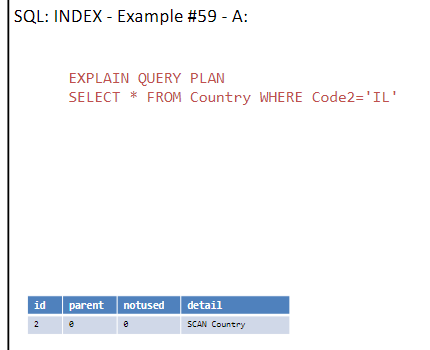 SQL: INDEX - Example #59 - A:
EXPLAIN QUERY PLAN
SELECT * FROM Country WHERE Code2='IL'
id parent notused detail
2 0 0 SCAN Country